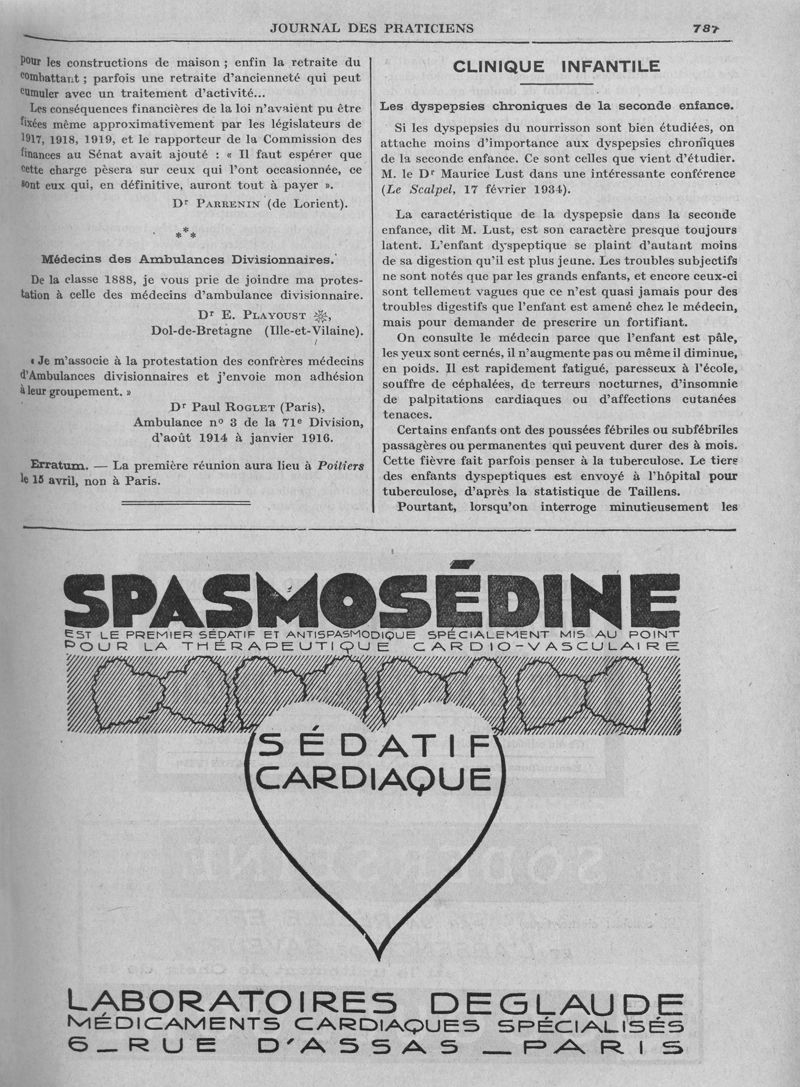 JOURNAL DES PRATICIENS 787
pour les constructions de maison ; enfin la retraite du
combattant ; parfois une retraite d'ancienneté qui peut
cumuler avec un traitement d'activité...
Les conséquences financières de la loi n'avaient pu être
fixées même approximativement par les législateurs de
1917, 1918, 1919, et le rapporteur de la Commission des
finances au Sénat avait ajouté : « Il faut espérer que
cette charge pèsera sur ceux qui l'ont occasionnée, ce
sont eux qui, en définitive, auront tout à payer ».
Dr PARRENIN (de Lorient).
***
Médecins des Ambulances Divisionnaires.
De la classe 1888, je vous prie de joindre ma protes-
tation à celle des médecins d'ambulance divisionnaire.
Dr E. PLAYOUST ※,
Dol-de-Bretagne (Ille-et-Vilaine).
« Je m'associe à la protestation des confrères médecins
d'Ambulances divisionnaires et j'envoie mon adhésion
à leur groupement. »
Dr Paul ROGLET (Paris),
Ambulance no 3 de la 71e Division,
d'août 1914 à janvier 1916.
Erratum. — La première réunion aura lieu à Poitiers
le 15 avril, non à Paris.
CLINIQUE INFANTILE
Les dyspepsies chroniques de la seconde enfance.
Si les dyspepsies du nourrisson sont bien étudiées, on
attache moins d'importance aux dyspepsies chroniques
de la seconde enfance. Ce sont celles que vient d'étudier.
M. le Dr Maurice Lust dans une intéressante conférence
(Le Scalpel, 17 février 1934).
La caractéristique de la dyspepsie dans la seconde
enfance, dit M. Lust, est son caractère presque toujours
latent. L'enfant dyspeptique se plaint d'autant moins
de sa digestion qu'il est plus jeune. Les troubles subjectifs
ne sont notés que par les grands enfants, et encore ceux-ci
sont tellement vagues que ce n'est quasi jamais pour des
troubles digestifs que l'enfant est amené chez le médecin,
mais pour demander de prescrire un fortifiant.
On consulte le médecin parce que l'enfant est pâle,
les yeux sont cernés, il n'augmente pas ou même il diminue,
en poids. Il est rapidement fatigué, paresseux à l'école,
souffre de céphalées, de terreurs nocturnes, d'insomnie
de palpitations cardiaques ou d'affections cutanées
tenaces.
Certains enfants ont des poussées fébriles ou subfébriles
passagères ou permanentes qui peuvent durer des à mois.
Cette fièvre fait parfois penser à la tuberculose. Le tiers
des enfants dyspeptiques est envoyé à l'hôpital pour
tuberculose, d'après la statistique de Taillens.
Pourtant, lorsqu'on interroge minutieusement les
SPASMOSÉDINE
EST LE PREMIER SÉDATIF ET ANTISPASMODIQUE SPÉCIALEMENT MIS AU POINT
POUR LA THÉRAPEUTIQUE CARDIO-VASCULAIRE
SÉDATIF
CARDIAQUE
LABORATOIRES DEGLAUDE
MÉDICAMENTS CARDIAQUES SPÉCIALISÉS
6_RUE D'ASSAS_PARIS